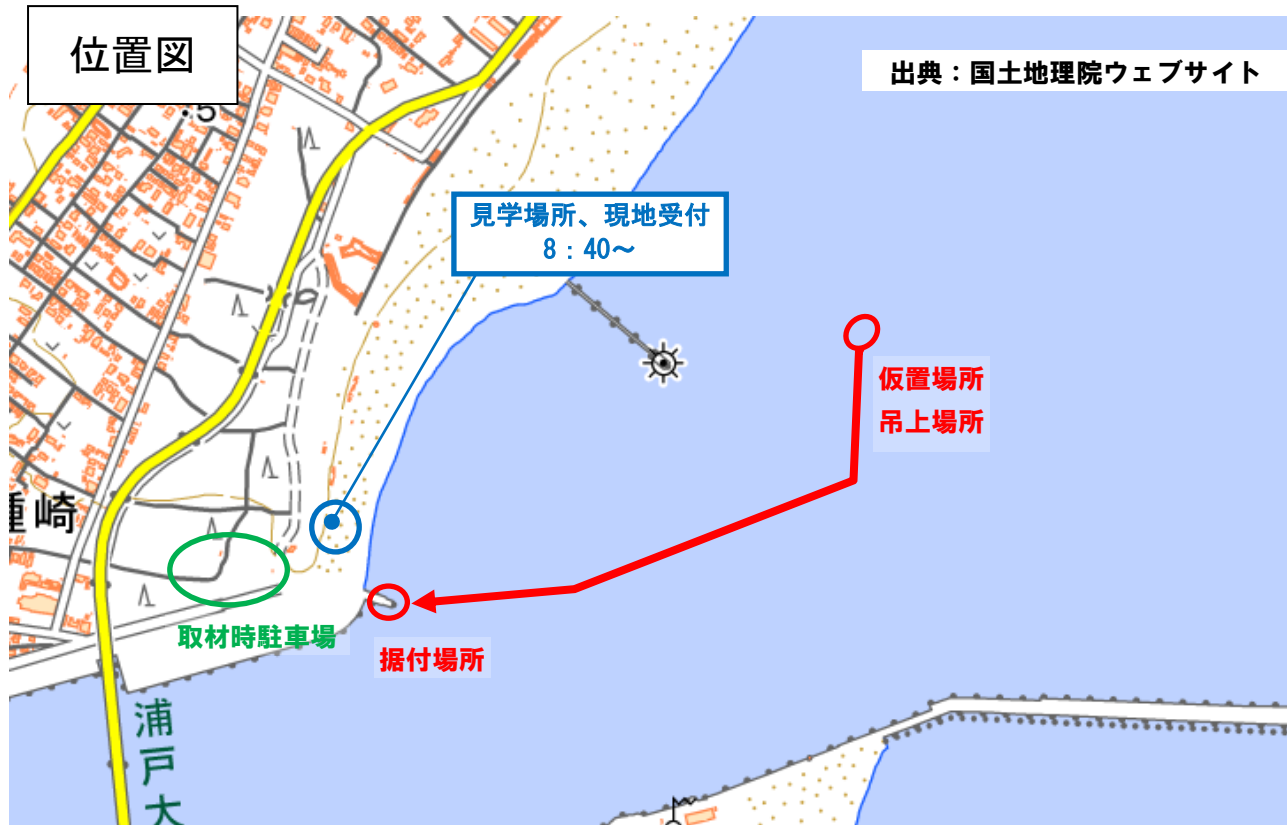 位置図
出典：国土地理院ウェブサイト
:5
見学場所、現地受付
8：40～
仮置場所
吊上場所
種崎
取材時駐車場
据付場所
浦戸大